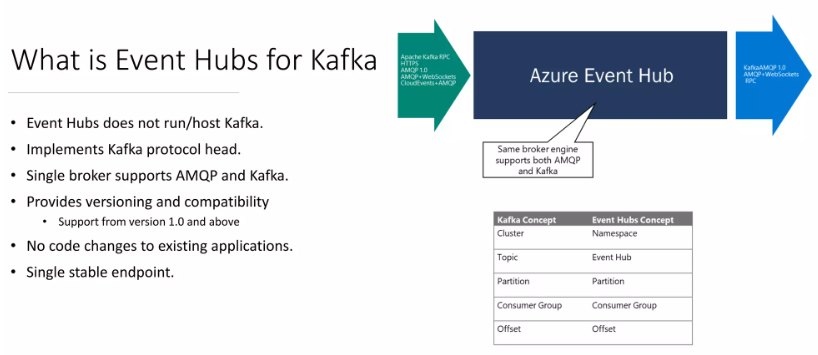 What is Event Hubs for Kafka
• Event Hubs does not run/host Kafka.
• Implements Kafka protocol head.
• Single broker supports AMQP and Kafka.
• Provides versioning and compatibility
• Support from version 1.0 and above
• No code changes to existing applications.
• Single stable endpoint.
Apache Kafka RPC
HTTPS
AMQP 1.0
AMQP+WebSockets
CloudEvents+AMQP
Azure Event Hub
KafkaAMQP 1.0
AMQP+WebSockets
RPC
Same broker engine
supports both AMQP
and Kafka
Kafka Concept Event Hubs Concept
Cluster Namespace
Topic Event Hub
Partition Partition
Consumer Group Consumer Group
Offset Offset